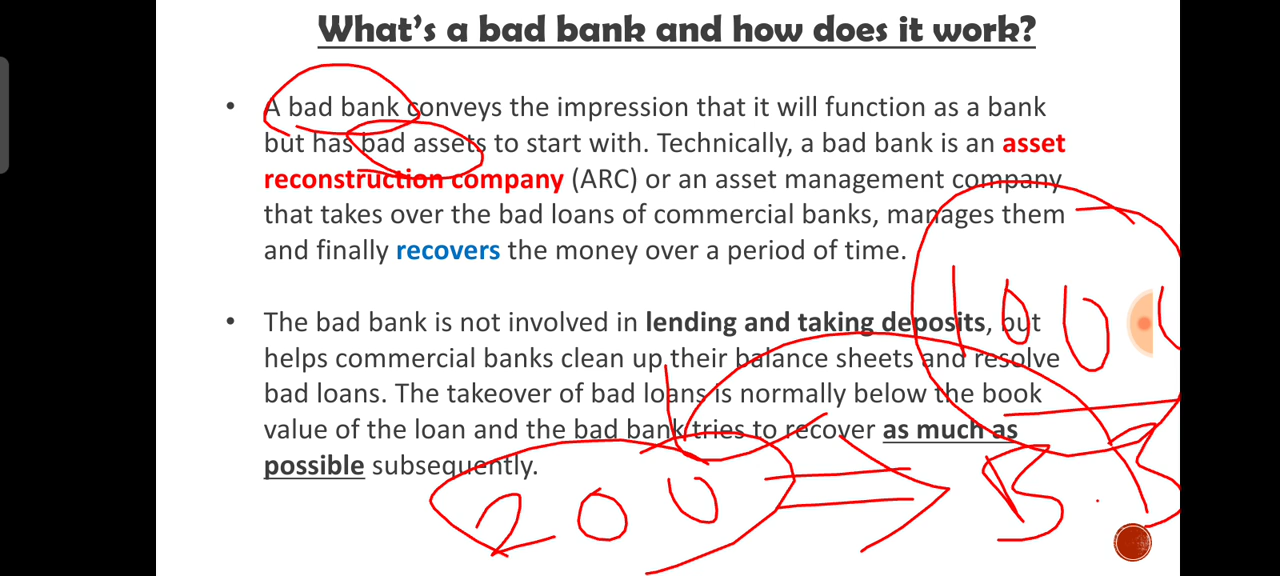 What's a bad bank and how does it work?
• A bad bank conveys the impression that it will function as a bank
but has bad assets to start with. Technically, a bad bank is an asset
reconstruction company (ARC) or an asset management company
that takes over the bad loans of commercial banks, manages them
and finally recovers the money over a period of time.
• The bad bank is not involved in lending and taking deposits, but
helps commercial banks clean up their balance sheets and resolve
bad loans. The takeover of bad loans is normally below the book
value of the loan and the bad bank tries to recover as much as
possible subsequently.
200
B.B